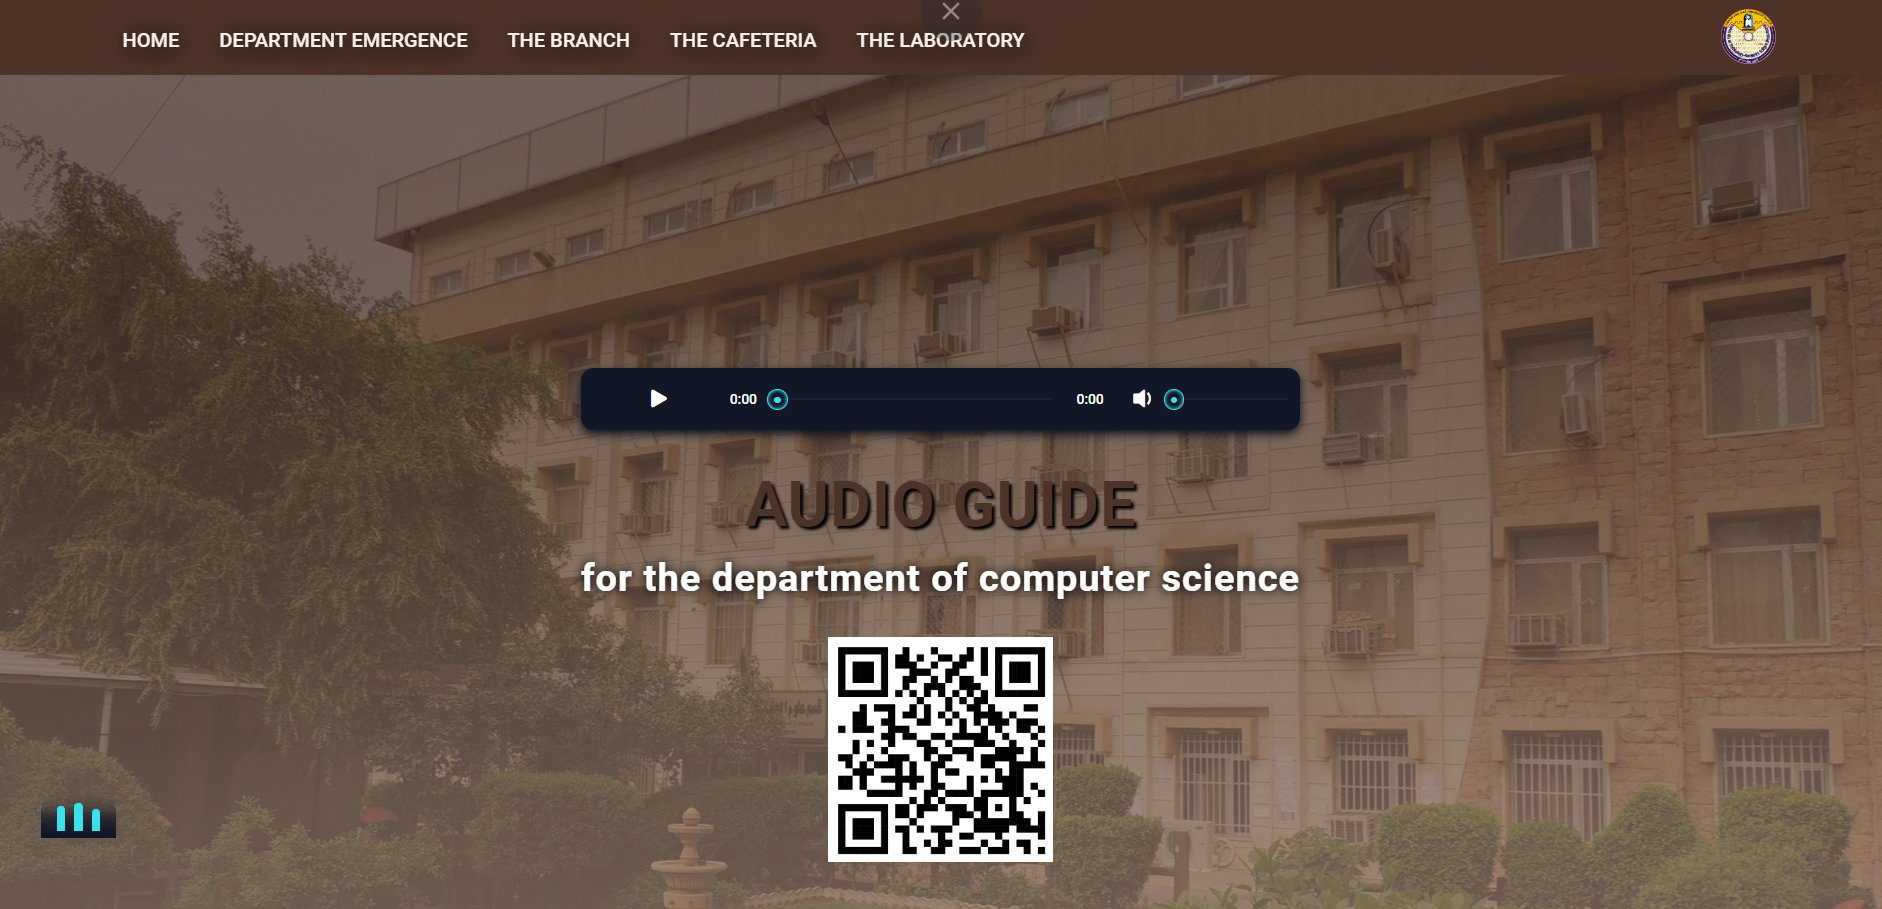 HOME DEPARTMENT EMERGENCE THE BRANCH THE CAFETERIA THE LABORATORY
0:00 0:00
AUDIO GUIDE
for the department of computer science